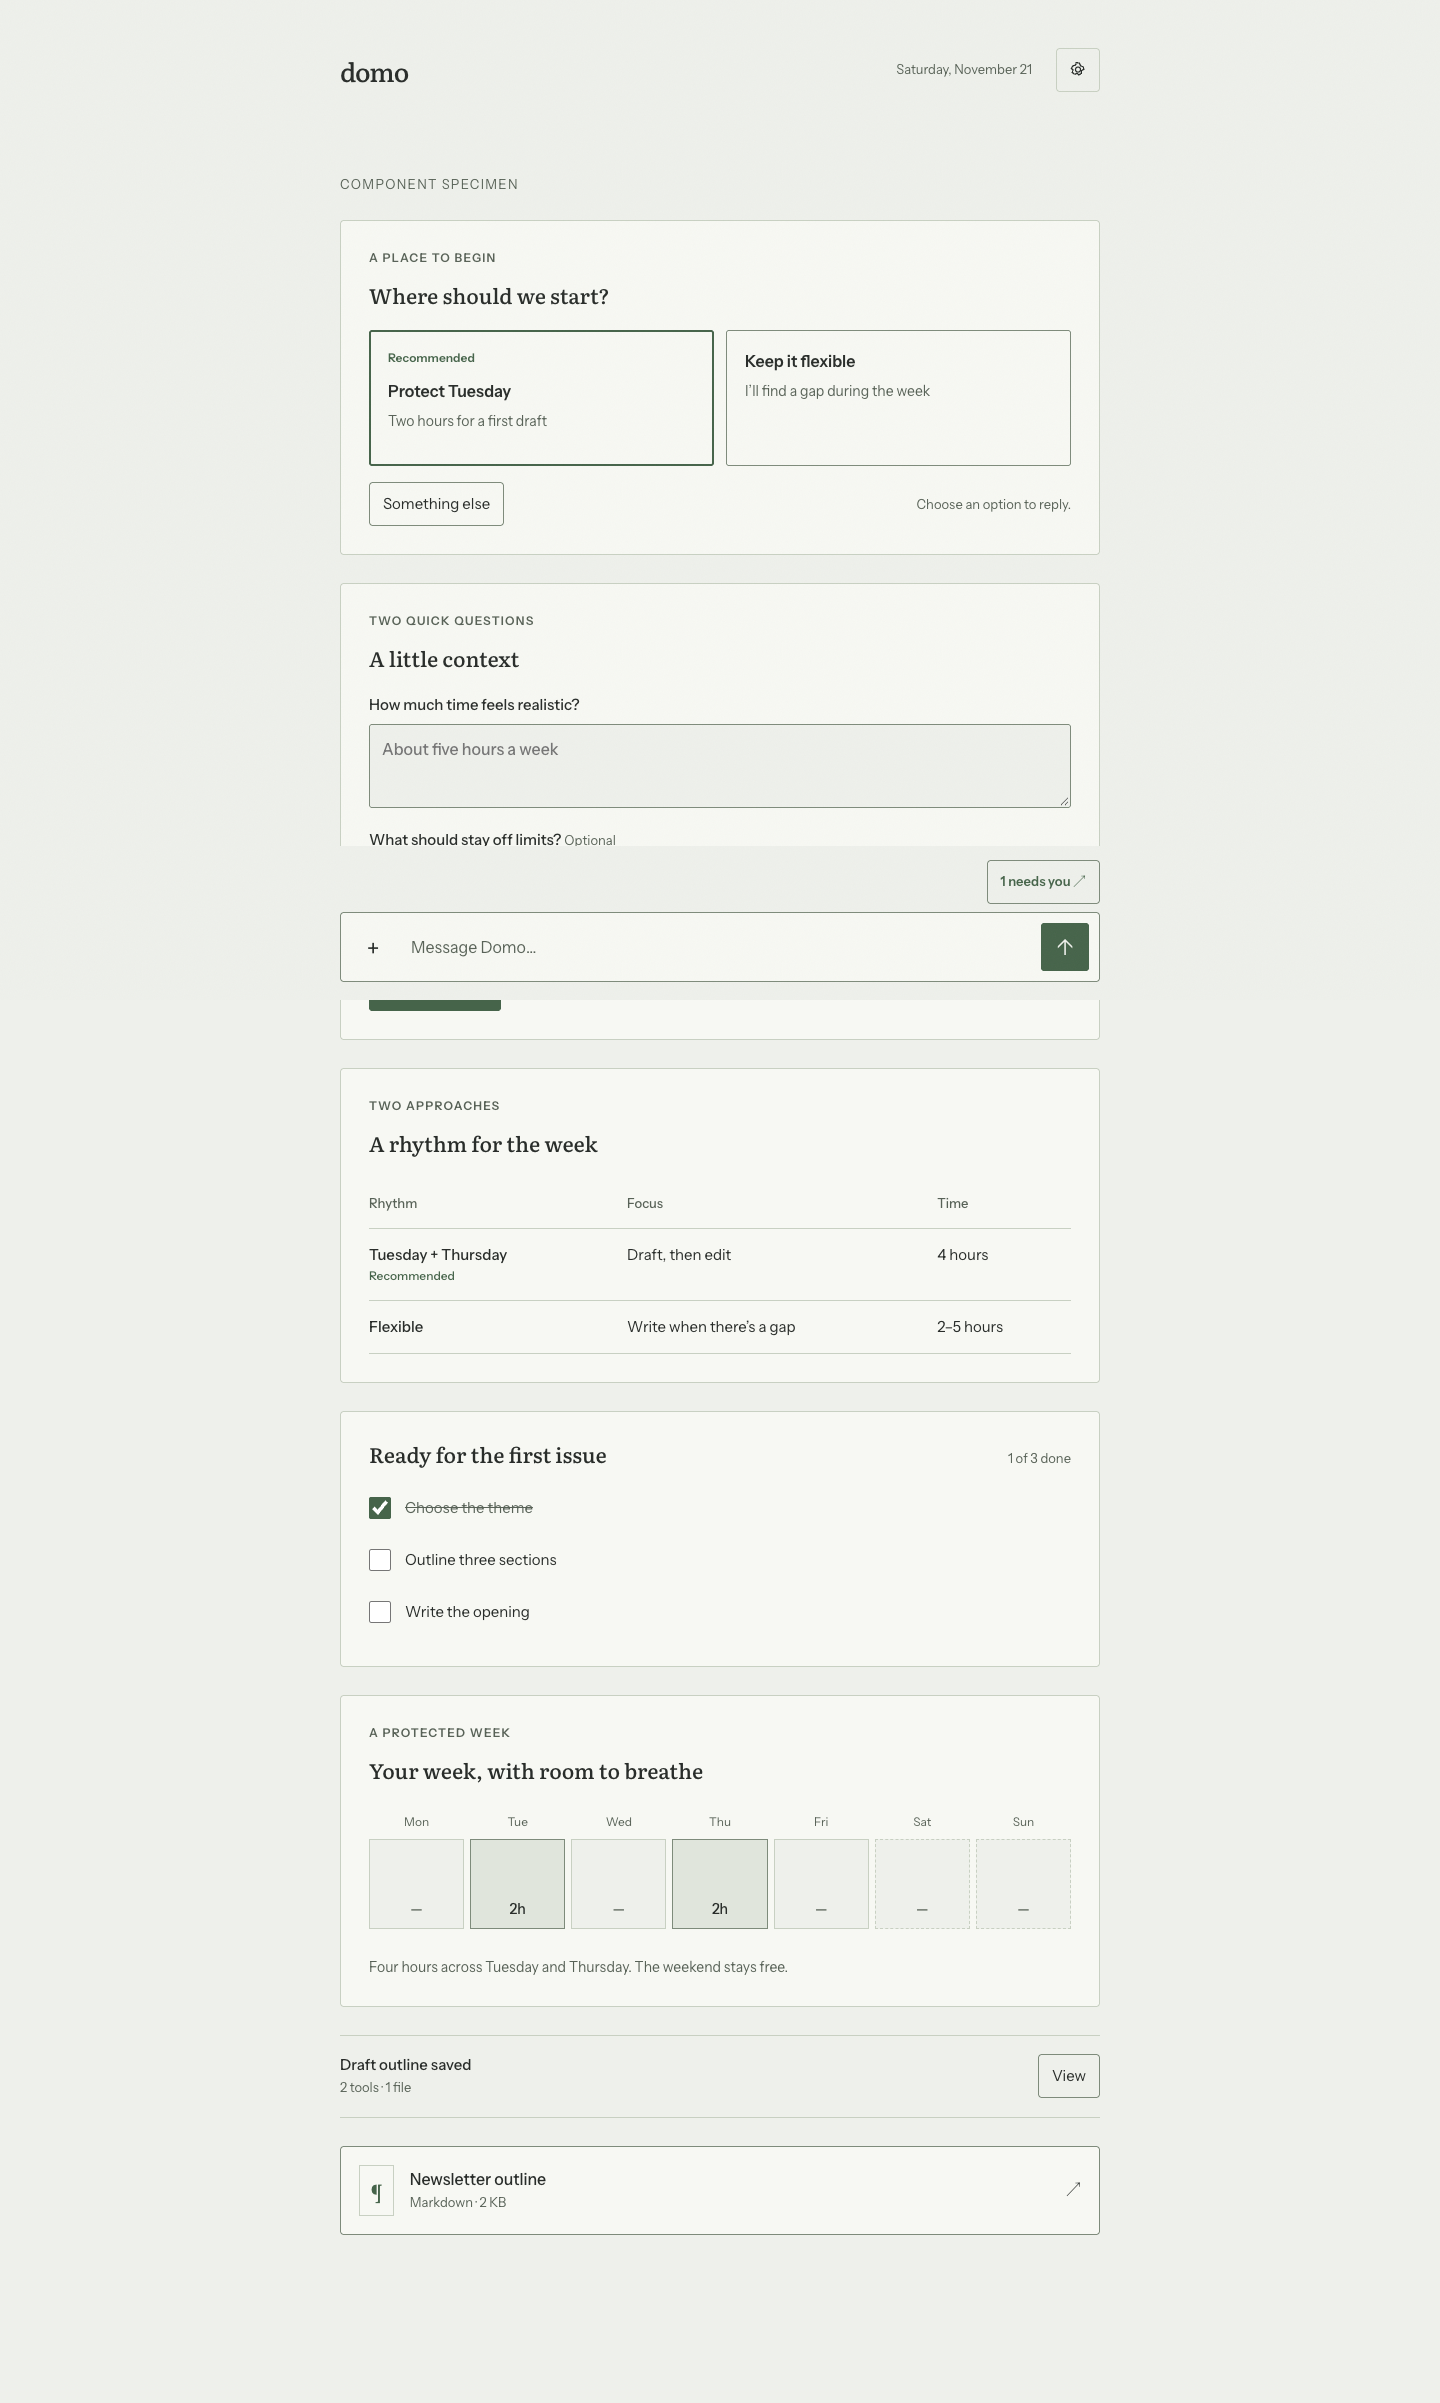 domo
Saturday, November 21
COMPONENT SPECIMEN
A PLACE TO BEGIN
Where should we start?
Recommended
Protect Tuesday
Two hours for a first draft
Keep it flexible
I'll find a gap during the week
Something else
Choose an option to reply.
TWO QUICK QUESTIONS
A little context
How much time feels realistic?
About five hours a week
What should stay off limits? Optional
1 needs you ↗
+ Message Domo…
TWO APPROACHES
A rhythm for the week
Rhythm Focus Time
Tuesday + Thursday Draft, then edit 4 hours
Recommended
Flexible Write when there's a gap 2–5 hours
Ready for the first issue
1 of 3 done
Choose the theme
Outline three sections
Write the opening
A PROTECTED WEEK
Your week, with room to breathe
Mon Tue Wed Thu Fri Sat Sun
— 2h — 2h — — —
Four hours across Tuesday and Thursday. The weekend stays free.
Draft outline saved
2 tools · 1 file
View
¶ Newsletter outline ↗
Markdown · 2 KB